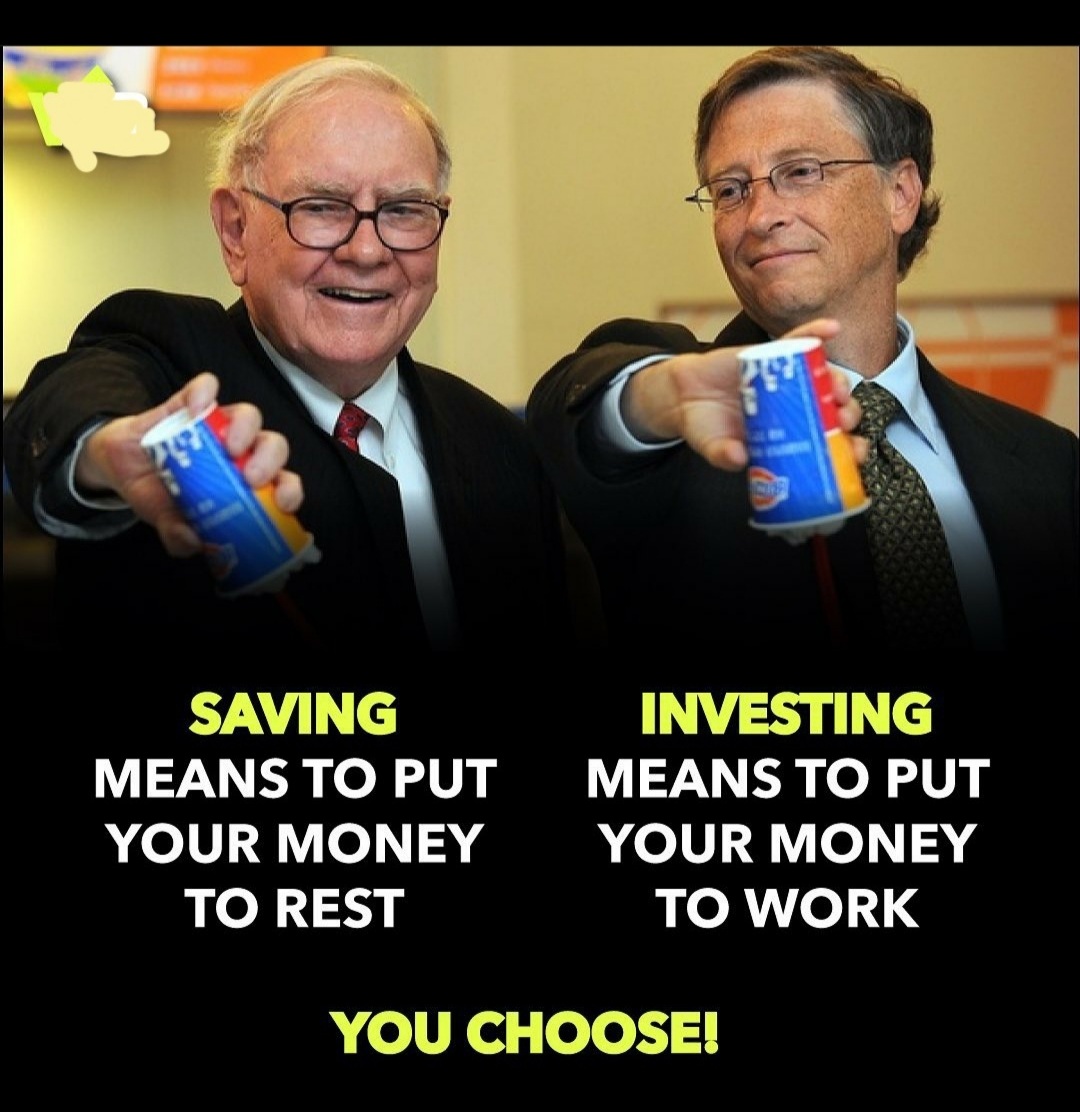 SAVING
MEANS TO PUT
YOUR MONEY
TO REST
INVESTING
MEANS TO PUT
YOUR MONEY
TO WORK
YOU CHOOSE!